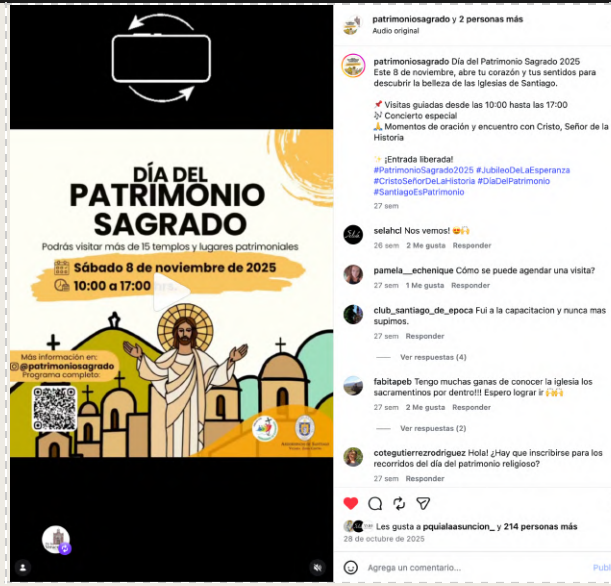 DÍA DEL
PATRIMONIO
SAGRADO
Podrás visitar más de 15 templos y lugares patrimoniales
Sábado 8 de noviembre de 2025
10:00 a 17:00 hrs.
Más información en:
@patrimoniosagrado
Programa completo:
patrimoniosagrado y 2 personas más
Audio original
patrimoniosagrado Día del Patrimonio Sagrado 2025
Este 8 de noviembre, abre tu corazón y tus sentidos para
descubrir la belleza de las Iglesias de Santiago.
📌 Visitas guiadas desde las 10:00 hasta las 17:00
🎶 Concierto especial
🙏 Momentos de oración y encuentro con Cristo, Señor de la
Historia
✨ ¡Entrada liberada!
#PatrimonioSagrado2025 #JubileoDeLaEsperanza
#CristoSeñorDeLaHistoria #DíaDelPatrimonio
#SantiagoEsPatrimonio
27 sem
selahcl Nos vemos! 😍🙌
26 sem 2 Me gusta Responder
pamela__echenique Cómo se puede agendar una visita?
27 sem 1 Me gusta Responder
club_santiago_de_epoca Fui a la capacitacion y nunca mas
supimos.
27 sem Responder
Ver respuestas (4)
fabitapeb Tengo muchas ganas de conocer la iglesia los
sacramentinos por dentro!!! Espero lograr ir 🙌🙌
27 sem 2 Me gusta Responder
Ver respuestas (2)
cotegutierrezrodriguez Hola! ¿Hay que inscribirse para los
recorridos del día del patrimonio religioso?
27 sem Responder
Les gusta a pquialaasuncion_ y 214 personas más
28 de octubre de 2025
Agrega un comentario...
Publ